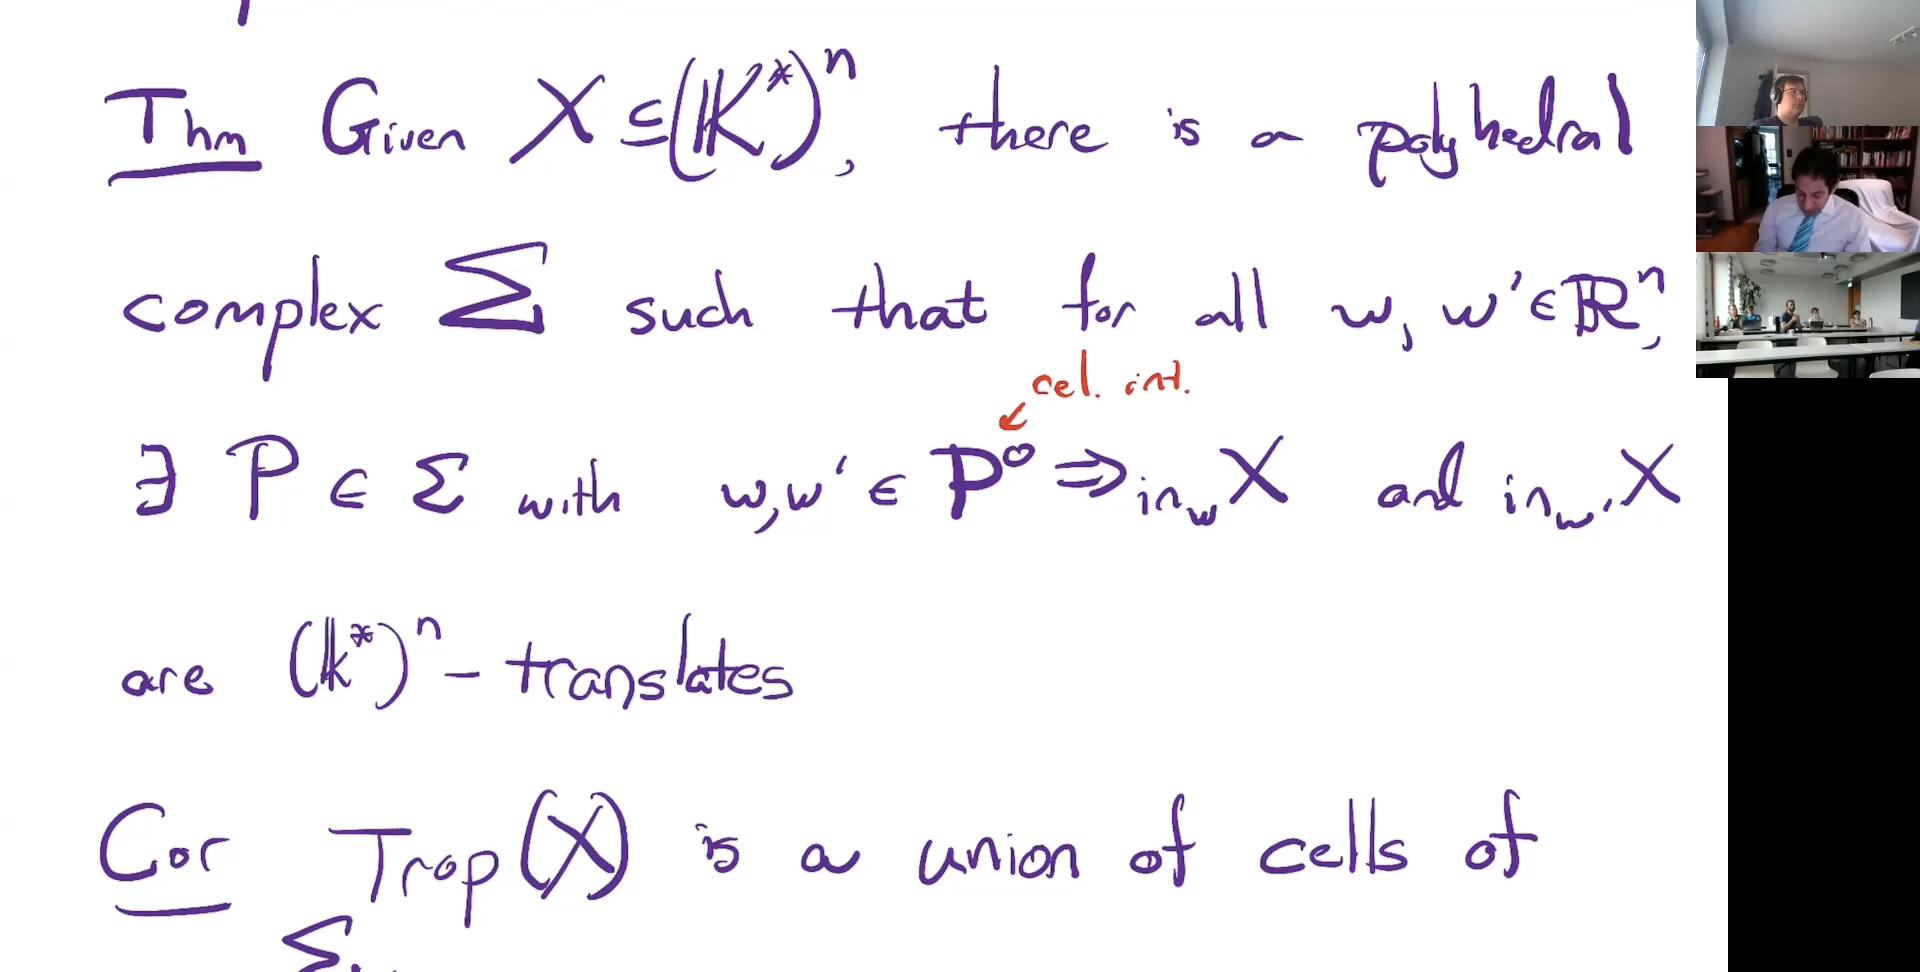 Thm Given X ⊆ (K*)ⁿ, there is a polyhedral
complex Σ such that for all w, w' ∈ ℝⁿ,
cel. int.
∃ P ∈ Σ with w,w' ∈ P° ⇒ in_w X and in_w' X
are (k*)ⁿ - translates
Cor Trop(X) is a union of cells of
Σ